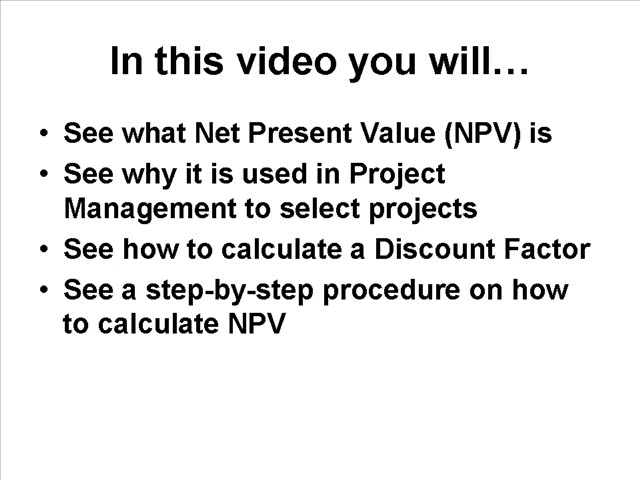 In this video you will…
• See what Net Present Value (NPV) is
• See why it is used in Project
Management to select projects
• See how to calculate a Discount Factor
• See a step-by-step procedure on how
to calculate NPV